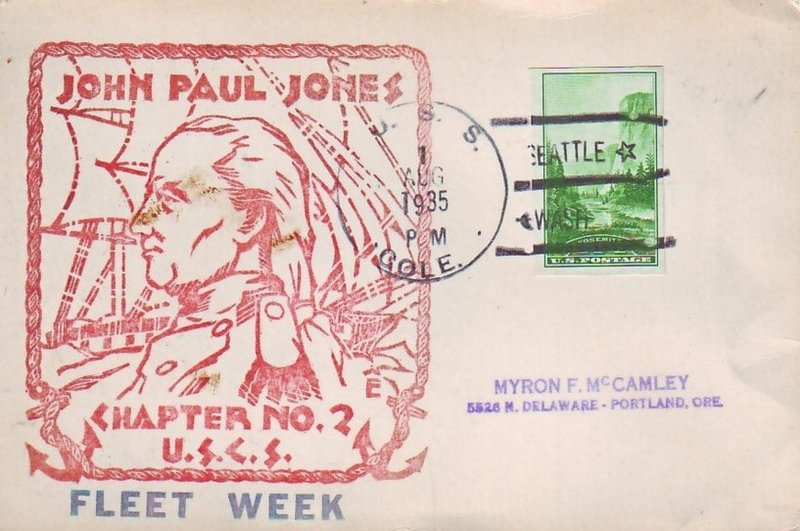 JOHN PAUL JONES
CHAPTER NO. 2
U.S.C.S.
FLEET WEEK
U. S. S.
1
AUG
1935
PM
COLE.
SEATTLE
WASH
YOSEMITE
U.S. POSTAGE
MYRON F. McCAMLEY
5526 N. DELAWARE - PORTLAND, ORE.
E